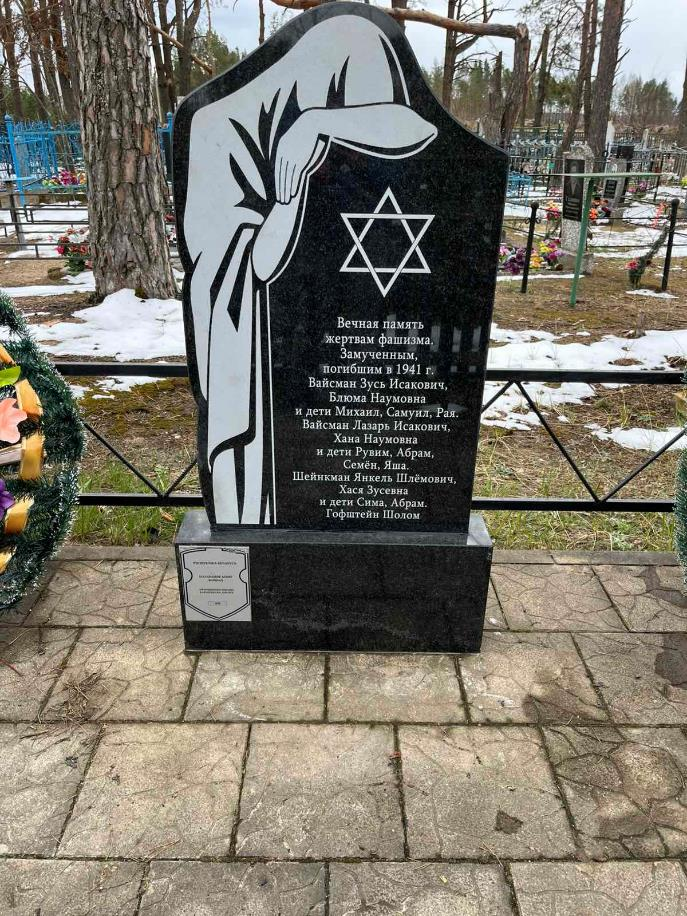 Вечная память
жертвам фашизма.
Замученным,
погибшим в 1941 г.
Вайсман Зусь Исакович,
Блюма Наумовна
и дети Михаил, Самуил, Рая.
Вайсман Лазарь Исакович,
Хана Наумовна
и дети Рувим, Абрам,
Семён, Яша.
Шейнкман Янкель Шлёмович,
Хася Зусевна
и дети Сима, Абрам.
Гофштейн Шолом